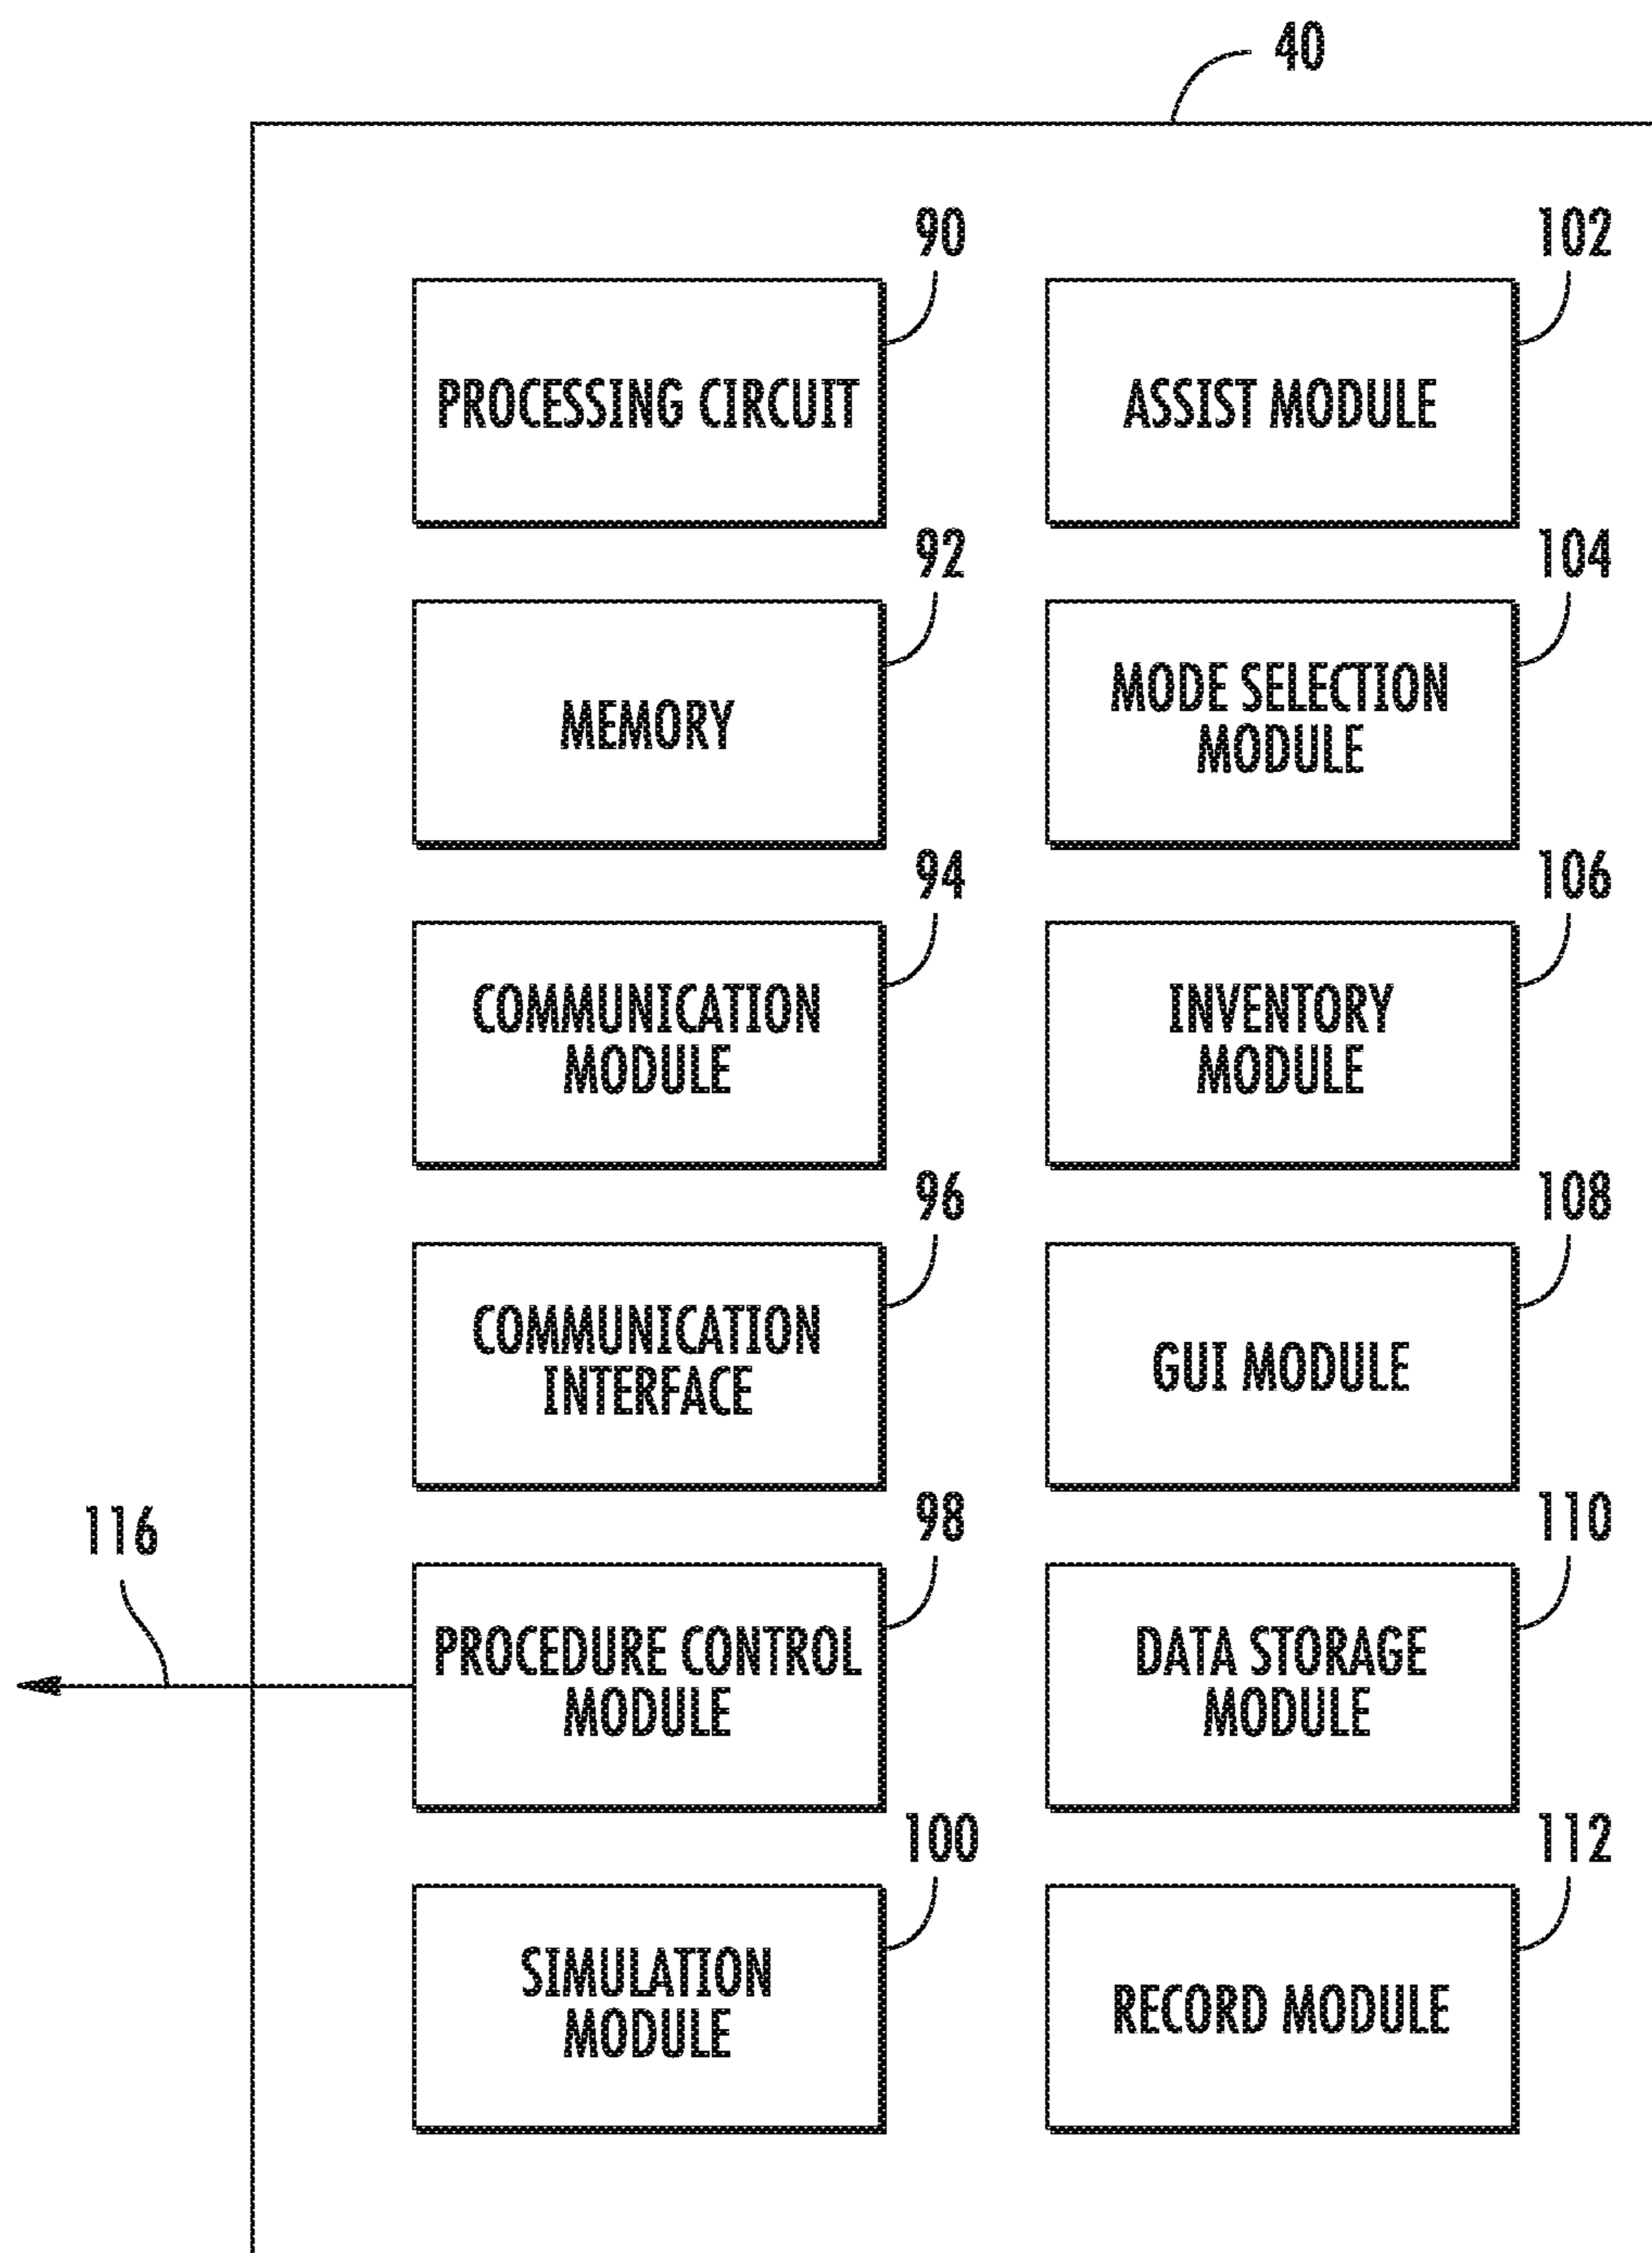 40
90
PROCESSING CIRCUIT
102
ASSIST MODULE
92
MEMORY
104
MODE SELECTION
MODULE
94
COMMUNICATION
MODULE
106
INVENTORY
MODULE
96
COMMUNICATION
INTERFACE
108
GUI MODULE
116
98
PROCEDURE CONTROL
MODULE
110
DATA STORAGE
MODULE
100
SIMULATION
MODULE
112
RECORD MODULE